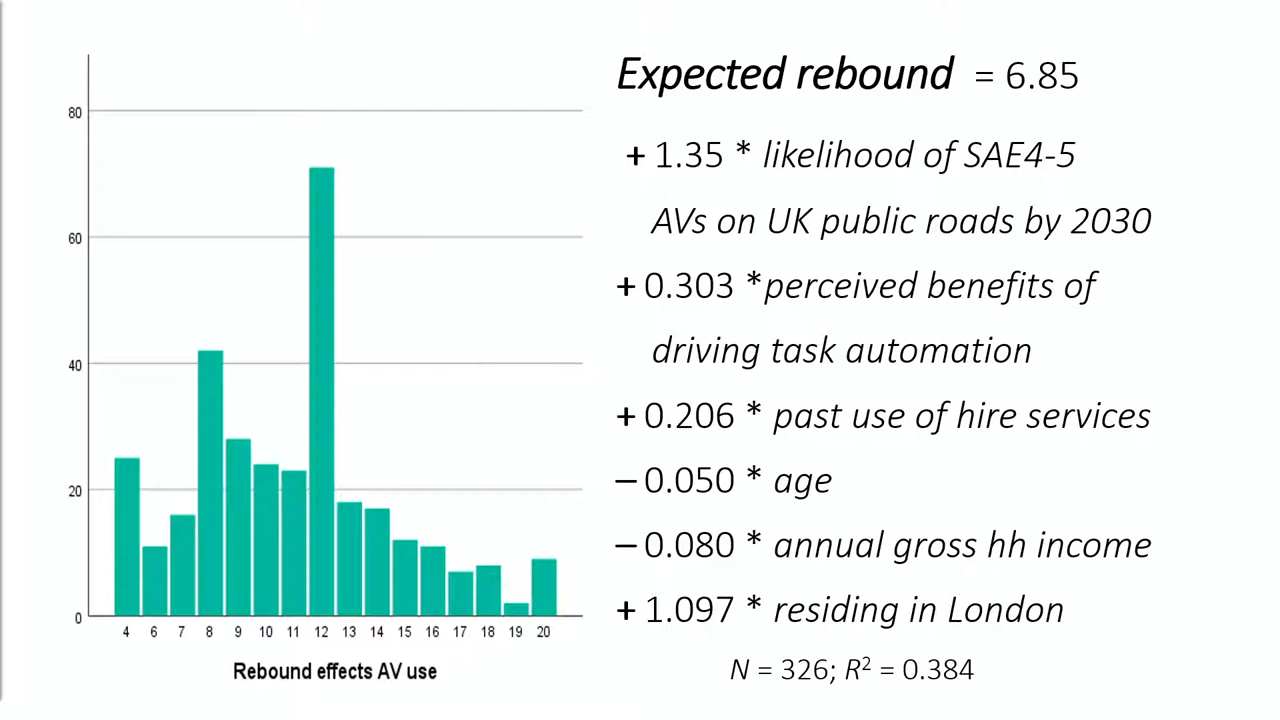 80
60
40
20
0
4 6 7 8 9 10 11 12 13 14 15 16 17 18 19 20
Rebound effects AV use
Expected rebound = 6.85
+ 1.35 * likelihood of SAE4-5
AVs on UK public roads by 2030
+ 0.303 *perceived benefits of
driving task automation
+ 0.206 * past use of hire services
– 0.050 * age
– 0.080 * annual gross hh income
+ 1.097 * residing in London
N = 326; R² = 0.384